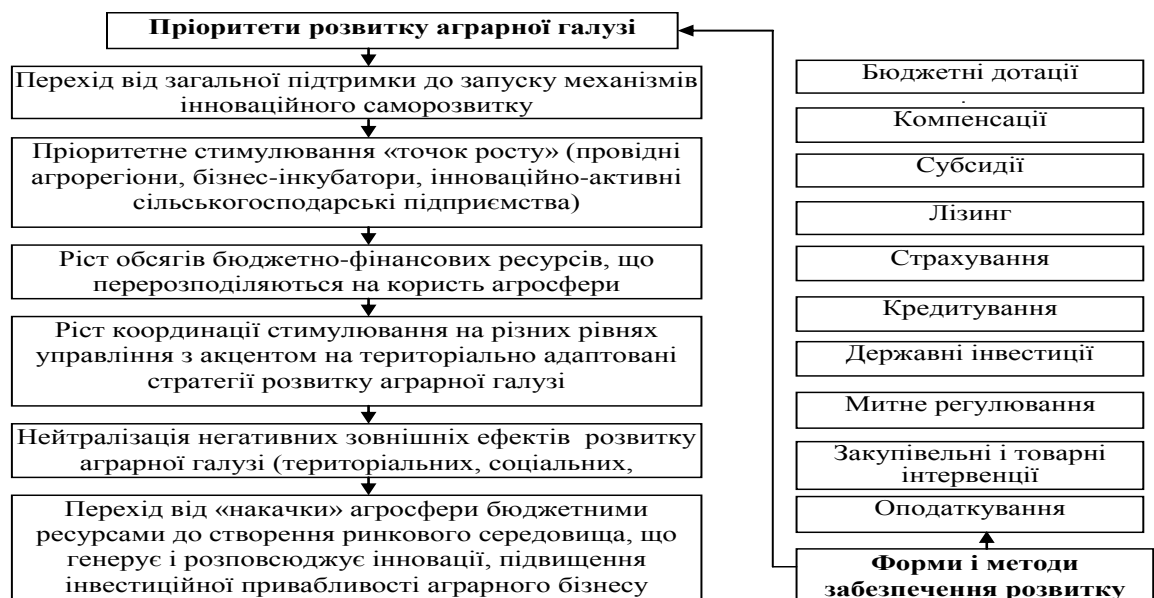 Пріоритети розвитку аграрної галузі
Перехід від загальної підтримки до запуску механізмів
інноваційного саморозвитку
Пріоритетне стимулювання «точок росту» (провідні
агрорегіони, бізнес-інкубатори, інноваційно-активні
сільськогосподарські підприємства)
Ріст обсягів бюджетно-фінансових ресурсів, що
перерозподіляються на користь агросфери
Ріст координації стимулювання на різних рівнях
управління з акцентом на територіально адаптовані
стратегії розвитку аграрної галузі
Нейтралізація негативних зовнішніх ефектів розвитку
аграрної галузі (територіальних, соціальних,
Перехід від «накачки» агросфери бюджетними
ресурсами до створення ринкового середовища, що
генерує і розповсюджує інновації, підвищення
інвестиційної привабливості аграрного бізнесу
Бюджетні дотації
Компенсації
Субсидії
Лізинг
Страхування
Кредитування
Державні інвестиції
Митне регулювання
Закупівельні і товарні
інтервенції
Оподаткування
Форми і методи
забезпечення розвитку